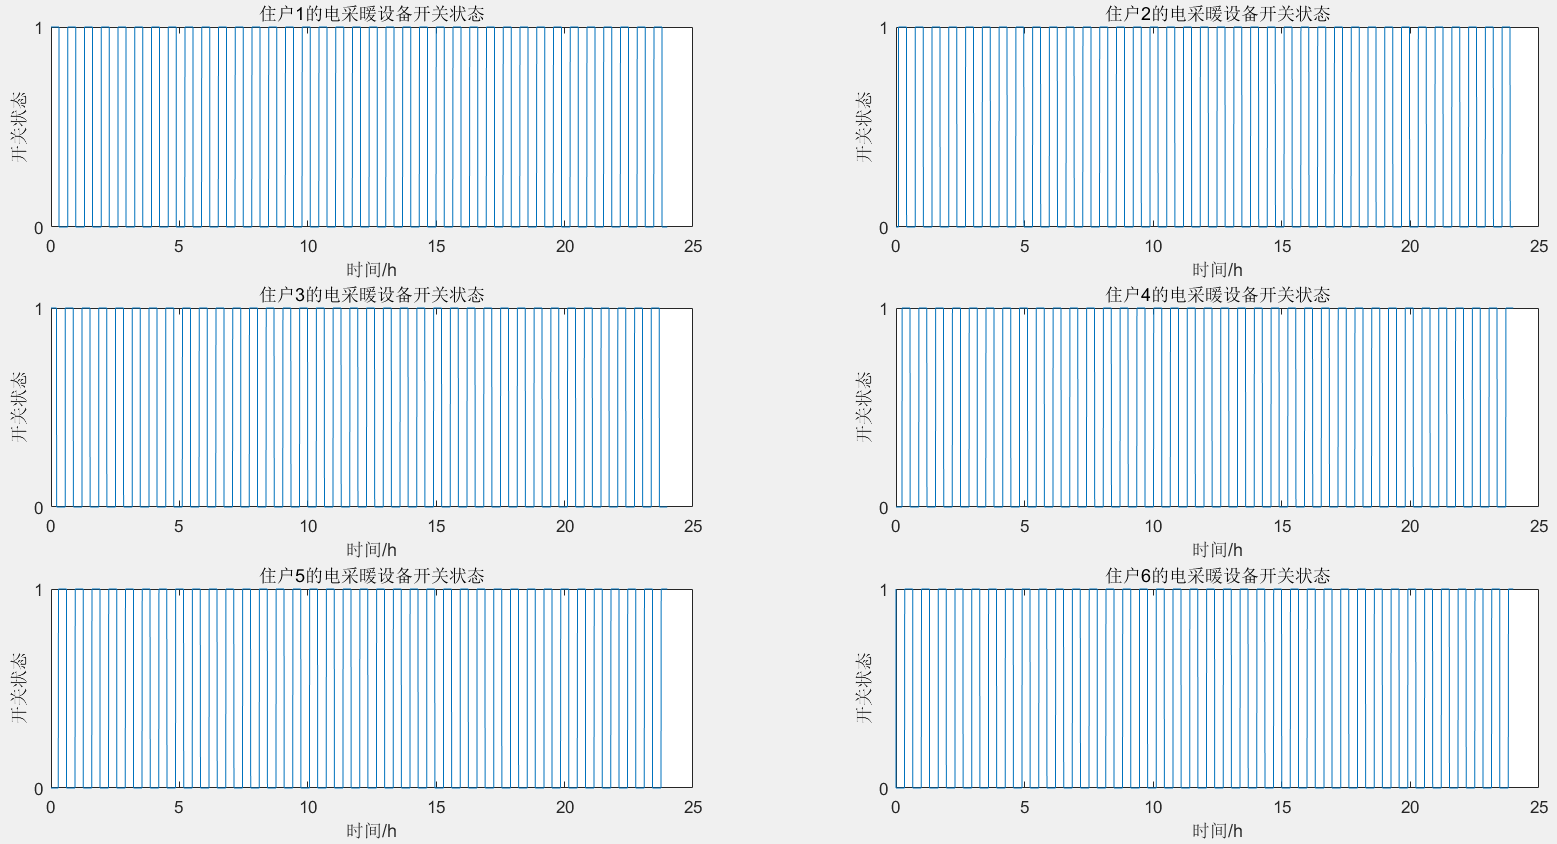 住户1的电采暖设备开关状态
1
开关状态
0
0 5 10 15 20 25
时间/h
住户2的电采暖设备开关状态
1
开关状态
0
0 5 10 15 20 25
时间/h
住户3的电采暖设备开关状态
1
开关状态
0
0 5 10 15 20 25
时间/h
住户4的电采暖设备开关状态
1
开关状态
0
0 5 10 15 20 25
时间/h
住户5的电采暖设备开关状态
1
开关状态
0
0 5 10 15 20 25
时间/h
住户6的电采暖设备开关状态
1
开关状态
0
0 5 10 15 20 25
时间/h